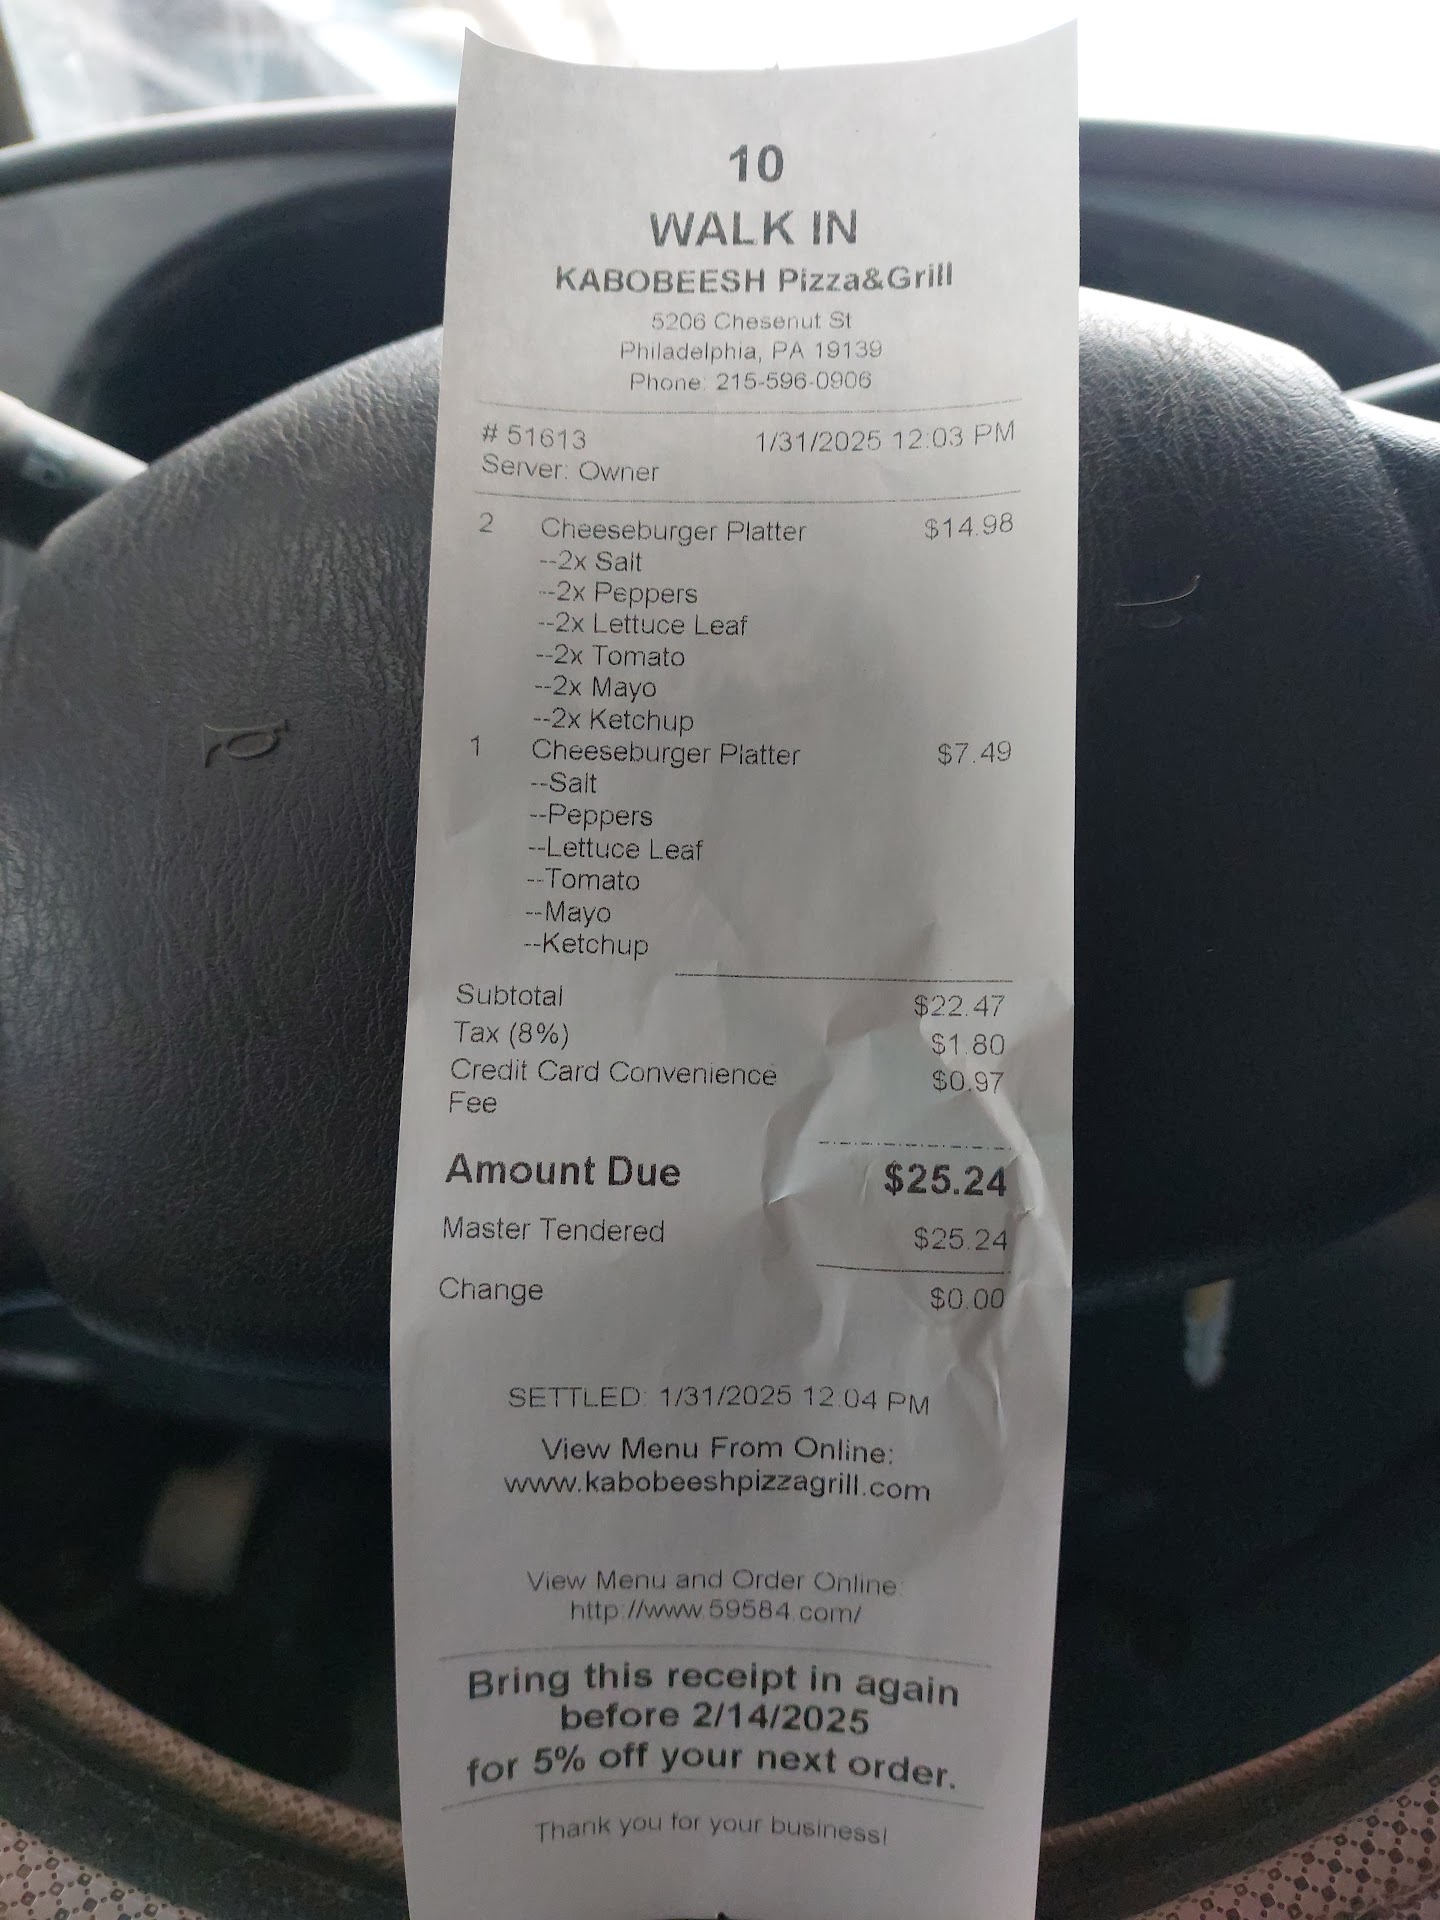 10
WALK IN
KABOBEESH Pizza&Grill
5206 Chesenut St
Philadelphia, PA 19139
Phone: 215-596-0906
# 51613 1/31/2025 12:03 PM
Server: Owner
2 Cheeseburger Platter $14.98
--2x Salt
--2x Peppers
--2x Lettuce Leaf
--2x Tomato
--2x Mayo
--2x Ketchup
1 Cheeseburger Platter $7.49
--Salt
--Peppers
--Lettuce Leaf
--Tomato
--Mayo
--Ketchup
Subtotal $22.47
Tax (8%) $1.80
Credit Card Convenience $0.97
Fee
Amount Due $25.24
Master Tendered $25.24
Change $0.00
SETTLED: 1/31/2025 12:04 PM
View Menu From Online:
www.kabobeeshpizzagrill.com
View Menu and Order Online:
http://www.59584.com/
Bring this receipt in again
before 2/14/2025
for 5% off your next order.
Thank you for your business!